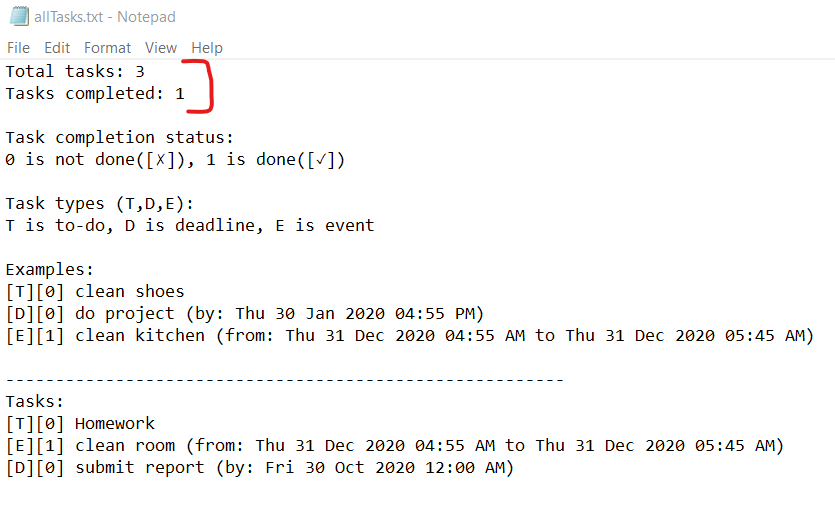 allTasks.txt - Notepad
File Edit Format View Help
Total tasks: 3
Tasks completed: 1
Task completion status:
0 is not done([✗]), 1 is done([✓])
Task types (T,D,E):
T is to-do, D is deadline, E is event
Examples:
[T][0] clean shoes
[D][0] do project (by: Thu 30 Jan 2020 04:55 PM)
[E][1] clean kitchen (from: Thu 31 Dec 2020 04:55 AM to Thu 31 Dec 2020 05:45 AM)
--------------------------------------------------------
Tasks:
[T][0] Homework
[E][1] clean room (from: Thu 31 Dec 2020 04:55 AM to Thu 31 Dec 2020 05:45 AM)
[D][0] submit report (by: Fri 30 Oct 2020 12:00 AM)